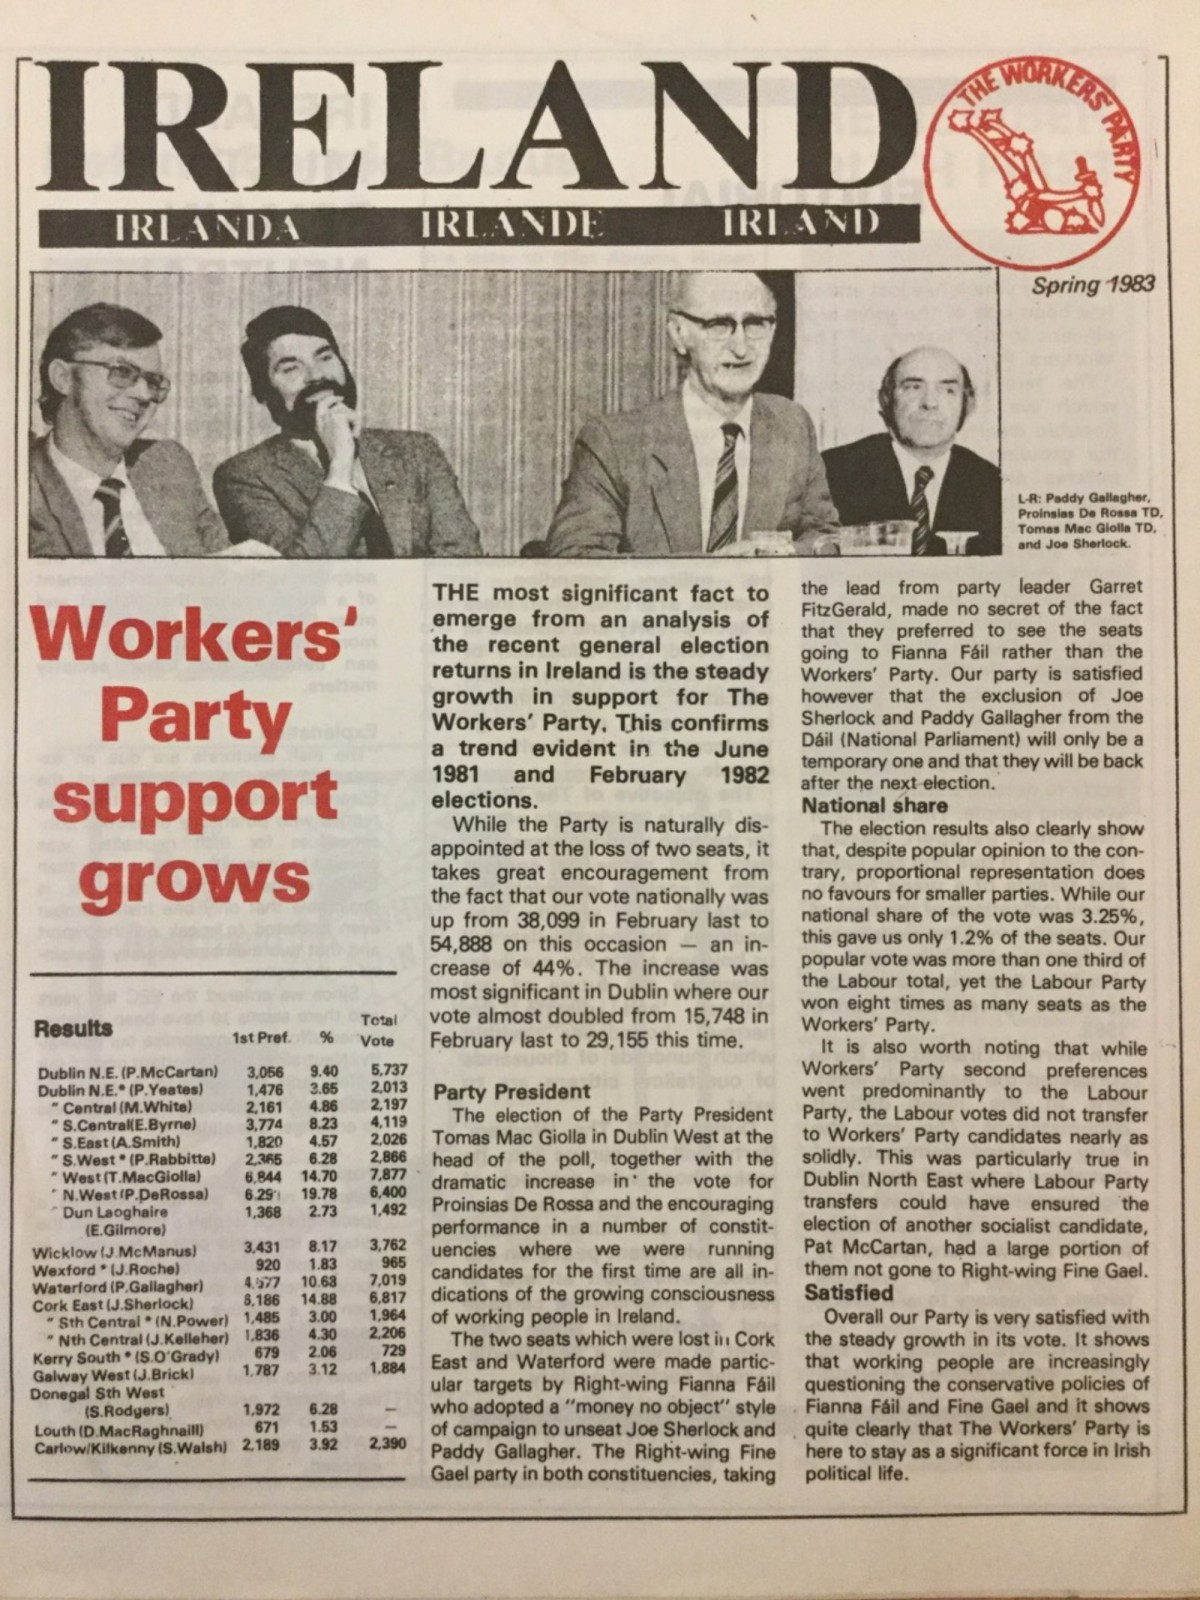 IRELAND
IRLANDA IRLANDE IRLAND
THE WORKERS' PARTY
Spring 1983
L-R: Paddy Gallagher,
Proinsias De Rossa TD,
Tomas Mac Giolla TD,
and Joe Sherlock.
Workers'
Party
support
grows
Results 1st Pref. % Total Vote
Dublin N.E. (P.McCartan) 3,056 9.40 5,737
Dublin N.E.* (P.Yeates) 1,476 3.65 2,013
" Central (M.White) 2,161 4.86 2,197
" S.Central(E.Byrne) 3,774 8.23 4,119
" S.East (A.Smith) 1,820 4.57 2,026
" S.West * (P.Rabbitte) 2,365 6.28 2,866
" West (T.MacGiolla) 6,844 14.70 7,877
" N.West (P.DeRossa) 6.291 19.78 6,400
" Dun Laoghaire 1,368 2.73 1,492
(E.Gilmore)
Wicklow (J.McManus) 3,431 8.17 3,762
Wexford * (J.Roche) 920 1.83 965
Waterford (P.Gallagher) 10.68 7,019
Cork East (J.Sherlock) 6,186 14.88 6,817
" Sth Central * (N.Power) 1,485 3.00 1,964
" Nth Central (J.Kelleher) 1,836 4.30 2,206
Kerry South * (S.O'Grady) 679 2.06 729
Galway West (J.Brick) 1.787 3.12 1,884
Donegal Sth West
(S.Rodgers) 1,972 6.28 —
Louth (D.MacRaghnaill) 671 1.53 —
Carlow/Kilkenny (S.Walsh) 2,189 3.92 2,390
THE most significant fact to
emerge from an analysis of
the recent general election
returns in Ireland is the steady
growth in support for The
Workers' Party. This confirms
a trend evident in the June
1981 and February 1982
elections.
While the Party is naturally dis-
appointed at the loss of two seats, it
takes great encouragement from
the fact that our vote nationally was
up from 38,099 in February last to
54,888 on this occasion — an in-
crease of 44%. The increase was
most significant in Dublin where our
vote almost doubled from 15,748 in
February last to 29,155 this time.
Party President
The election of the Party President
Tomas Mac Giolla in Dublin West at the
head of the poll, together with the
dramatic increase in the vote for
Proinsias De Rossa and the encouraging
performance in a number of constit-
uencies where we were running
candidates for the first time are all in-
dications of the growing consciousness
of working people in Ireland.
The two seats which were lost in Cork
East and Waterford were made partic-
ular targets by Right-wing Fianna Fáil
who adopted a "money no object" style
of campaign to unseat Joe Sherlock and
Paddy Gallagher. The Right-wing Fine
Gael party in both constituencies, taking
the lead from party leader Garret
FitzGerald, made no secret of the fact
that they preferred to see the seats
going to Fianna Fáil rather than the
Workers' Party. Our party is satisfied
however that the exclusion of Joe
Sherlock and Paddy Gallagher from the
Dáil (National Parliament) will only be a
temporary one and that they will be back
after the next election.
National share
The election results also clearly show
that, despite popular opinion to the con-
trary, proportional representation does
no favours for smaller parties. While our
national share of the vote was 3.25%,
this gave us only 1.2% of the seats. Our
popular vote was more than one third of
the Labour total, yet the Labour Party
won eight times as many seats as the
Workers' Party.
It is also worth noting that while
Workers' Party second preferences
went predominantly to the Labour
Party, the Labour votes did not transfer
to Workers' Party candidates nearly as
solidly. This was particularly true in
Dublin North East where Labour Party
transfers could have ensured the
election of another socialist candidate,
Pat McCartan, had a large portion of
them not gone to Right-wing Fine Gael.
Satisfied
Overall our Party is very satisfied with
the steady growth in its vote. It shows
that working people are increasingly
questioning the conservative policies of
Fianna Fáil and Fine Gael and it shows
quite clearly that The Workers' Party is
here to stay as a significant force in Irish
political life.